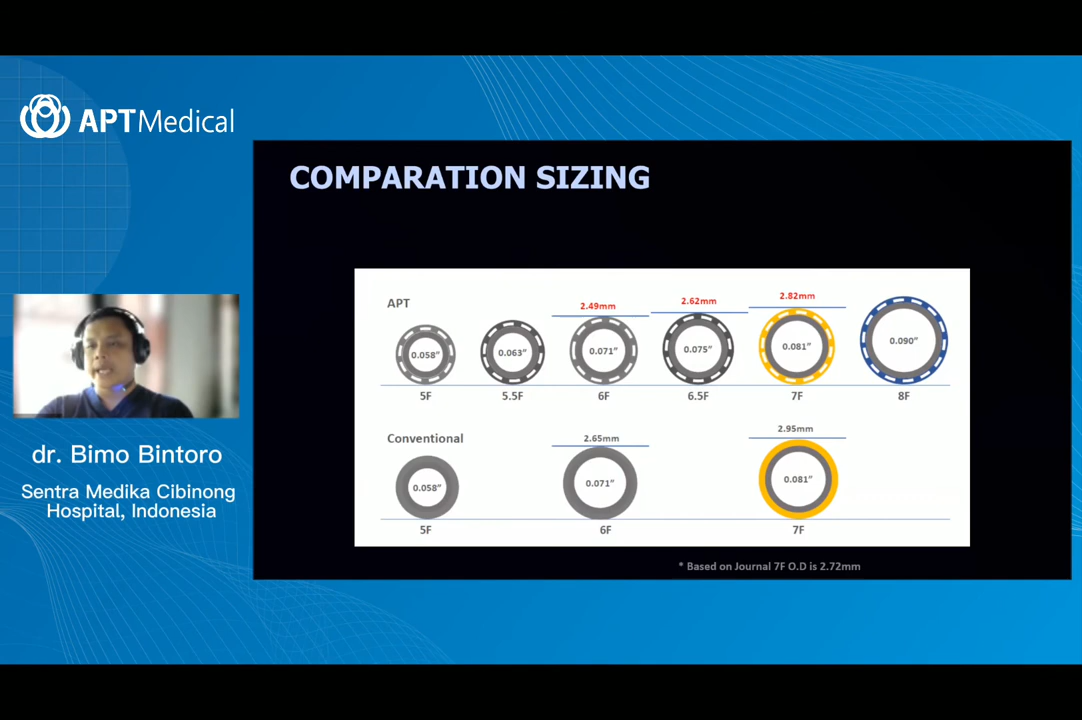 APTMedical
COMPARATION SIZING
APT
2.49mm
2.62mm
2.82mm
0.058”
0.063”
0.071”
0.075”
0.081”
0.090”
5F
5.5F
6F
6.5F
7F
8F
Conventional
2.65mm
2.95mm
0.058”
0.071”
0.081”
5F
6F
7F
* Based on Journal 7F O.D is 2.72mm
dr. Bimo Bintoro
Sentra Medika Cibinong
Hospital, Indonesia